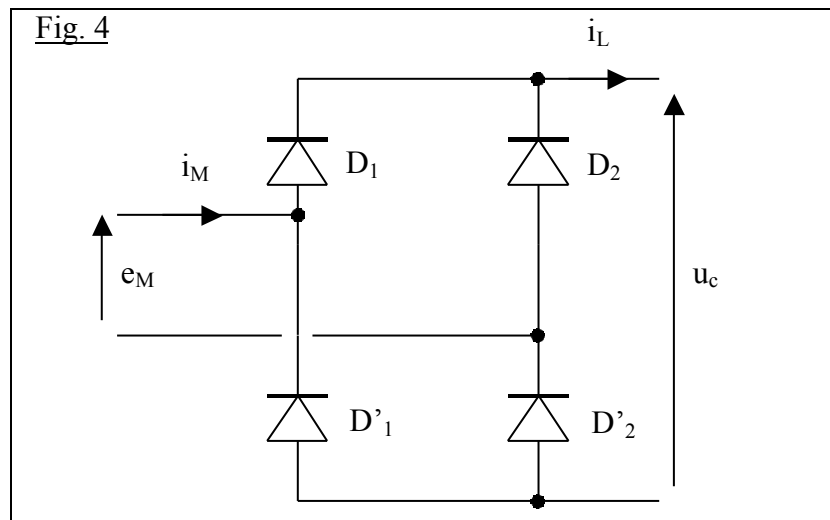 Fig. 4
i_L
D_1
D_2
i_M
e_M
u_c
D’_1
D’_2